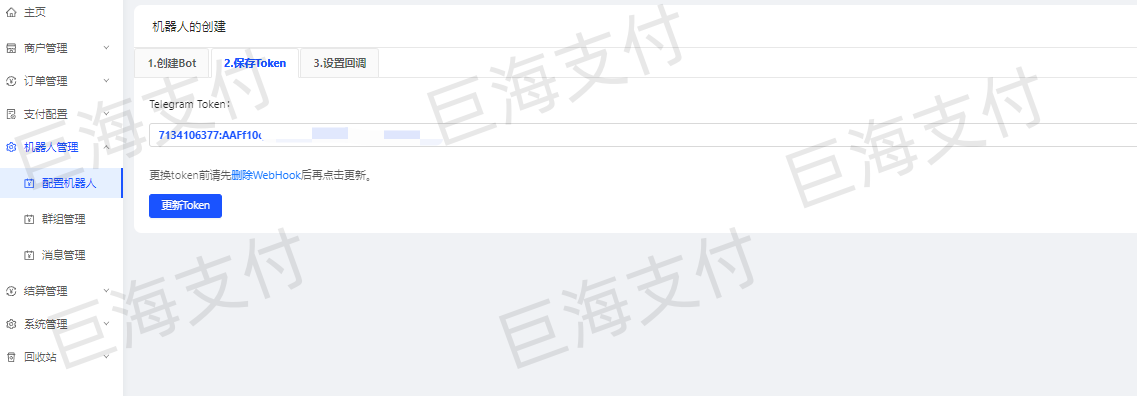 主页
商户管理
订单管理
支付配置
机器人管理
配置机器人
群组管理
消息管理
结算管理
系统管理
回收站
机器人的创建
1.创建Bot
2.保存Token
3.设置回调
Telegram Token:
7134106377:AAFf10
更换token前请先删除WebHook后再点击更新。
更新Token
巨海支付
巨海支付
巨海支付
巨海支付
巨海支付